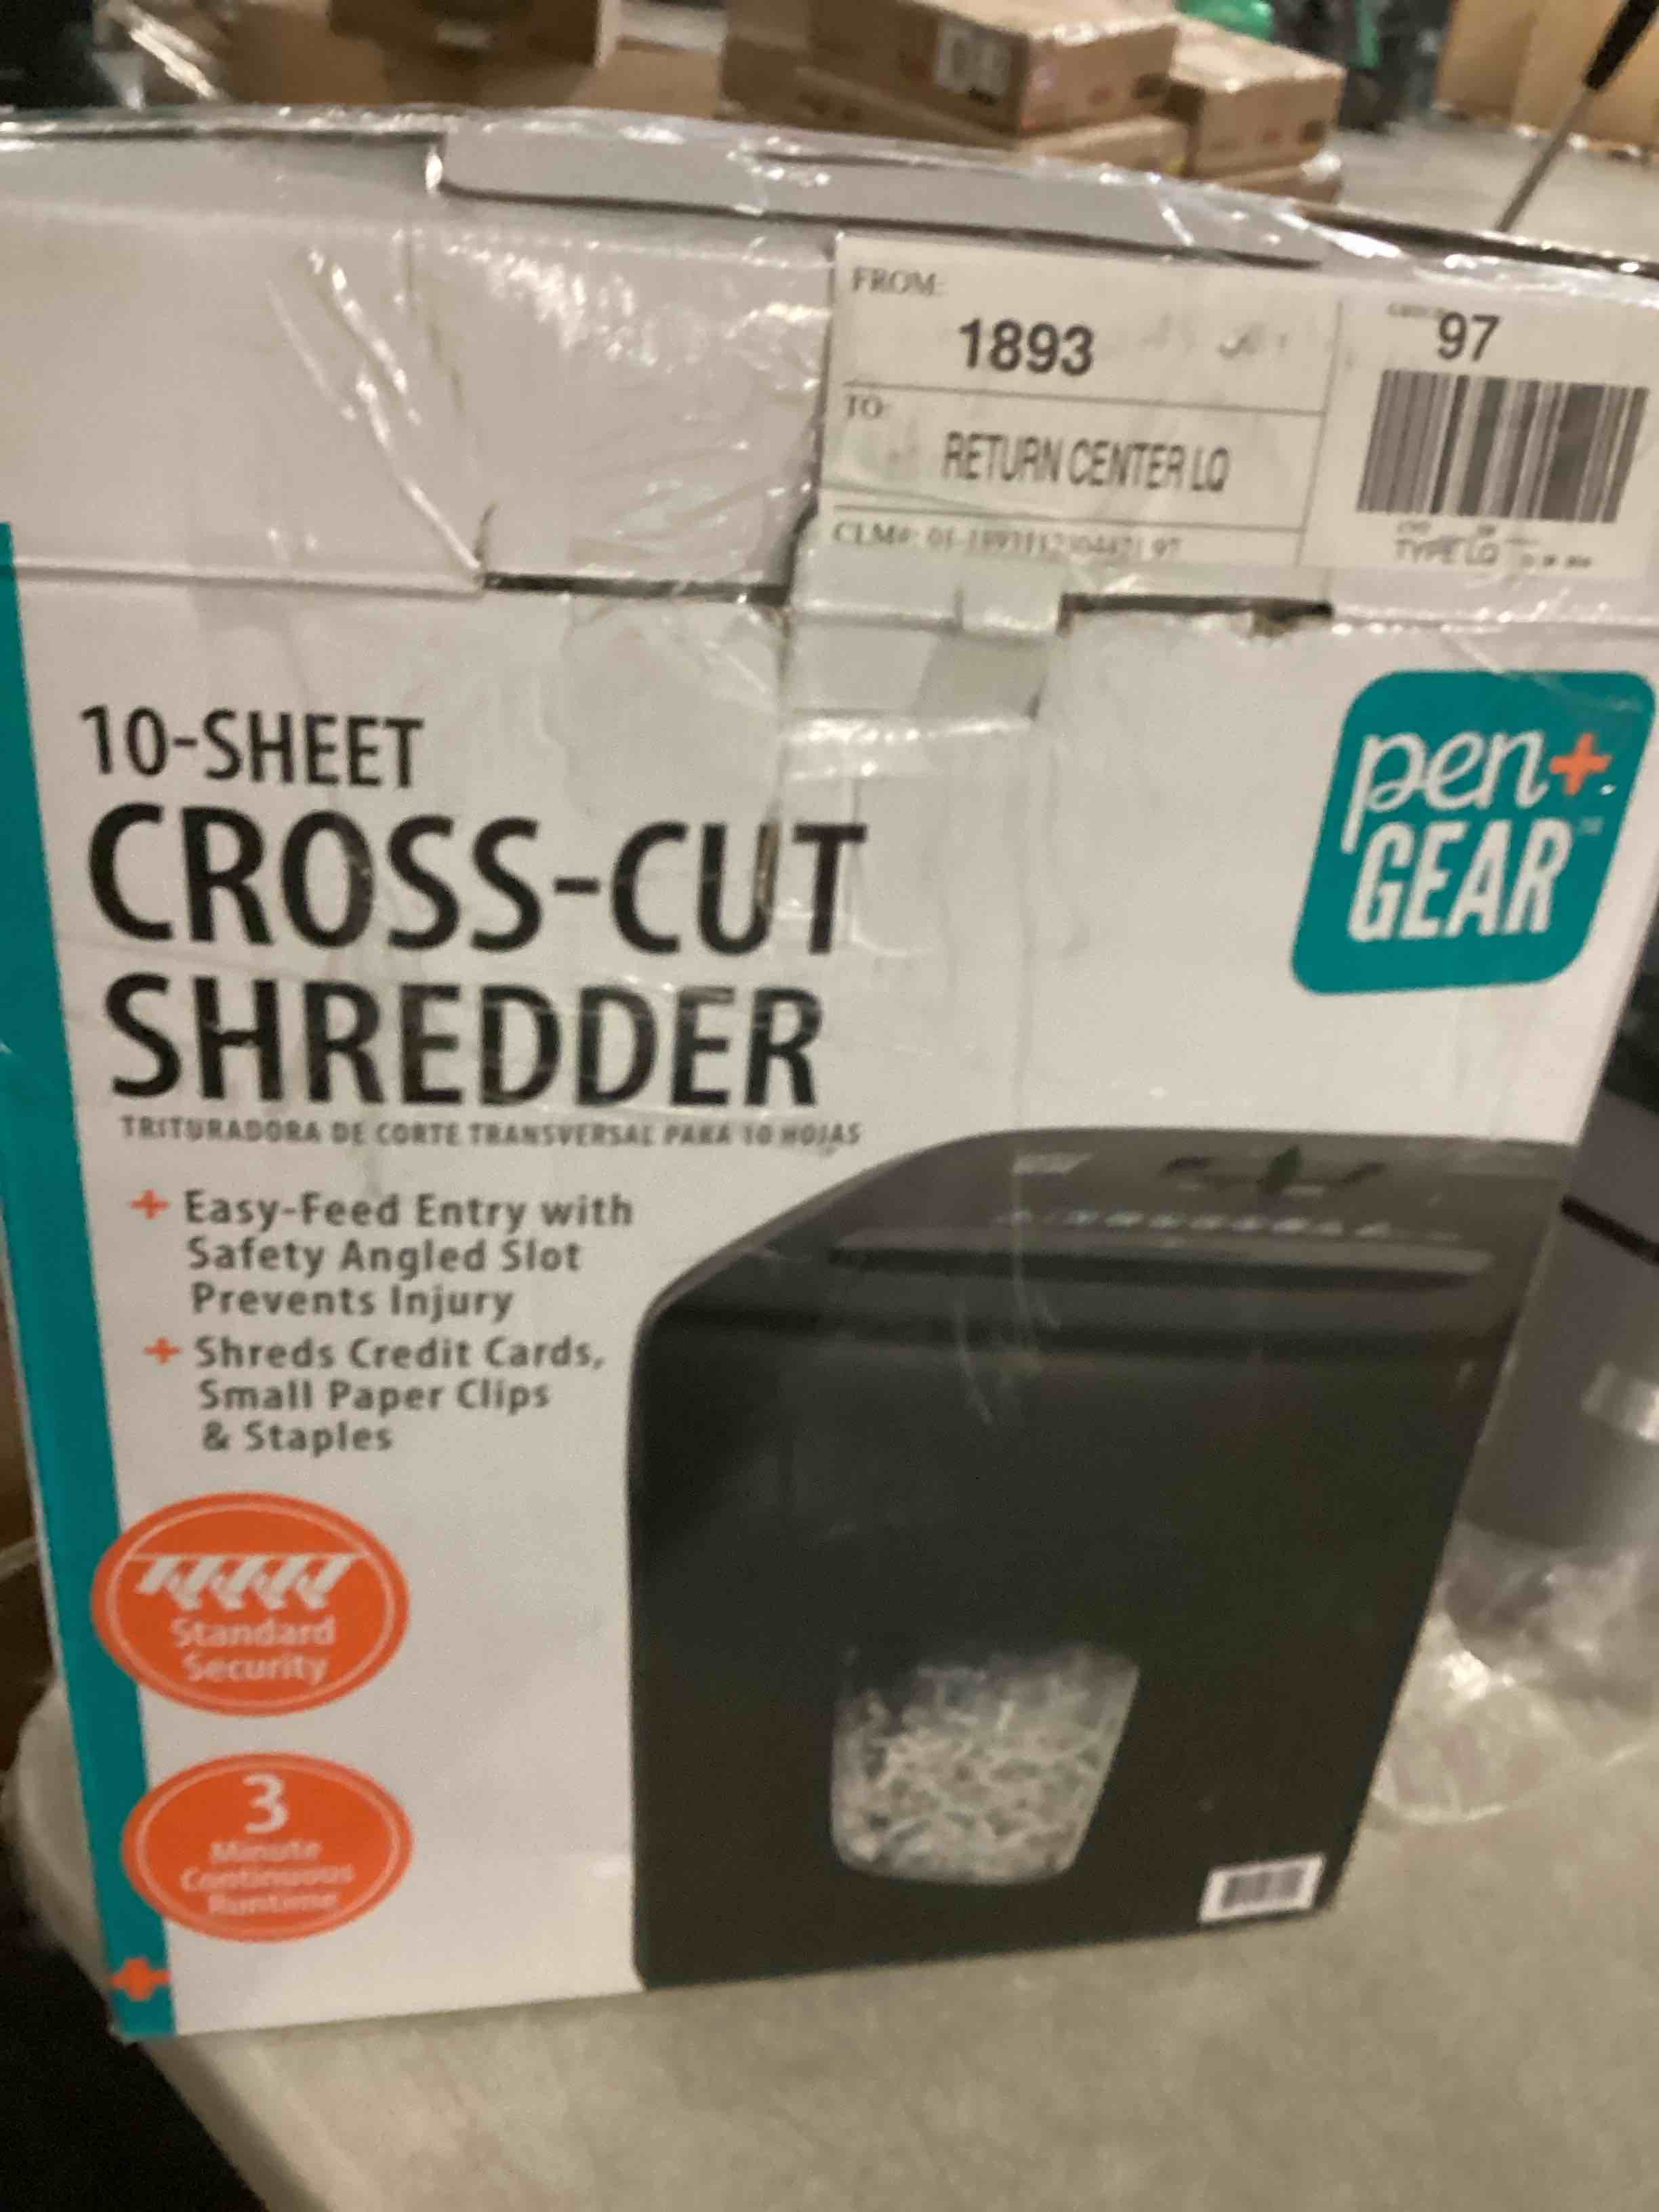 FROM:
1893
97
TO:
RETURN CENTER LQ
CLM#:
TYPE LQ
10-SHEET
CROSS-CUT
SHREDDER
TRITURADORA DE CORTE TRANSVERSAL PARA 10 HOJAS
pen+
GEAR
+ Easy-Feed Entry with
Safety Angled Slot
Prevents Injury
+ Shreds Credit Cards,
Small Paper Clips
& Staples
Standard
Security
3
Minute
Continuous
Runtime